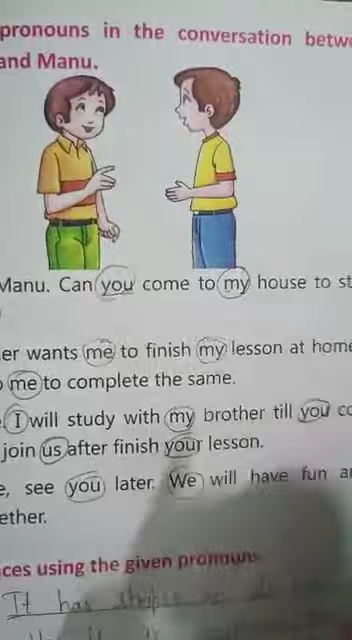 pronouns in the conversation betw
and Manu.
Manu. Can you come to my house to st
er wants me to finish my lesson at home
me to complete the same.
I will study with my brother till you co
join us after finish your lesson.
e, see you later. We will have fun a
ether.
ces using the given pronouns
It has